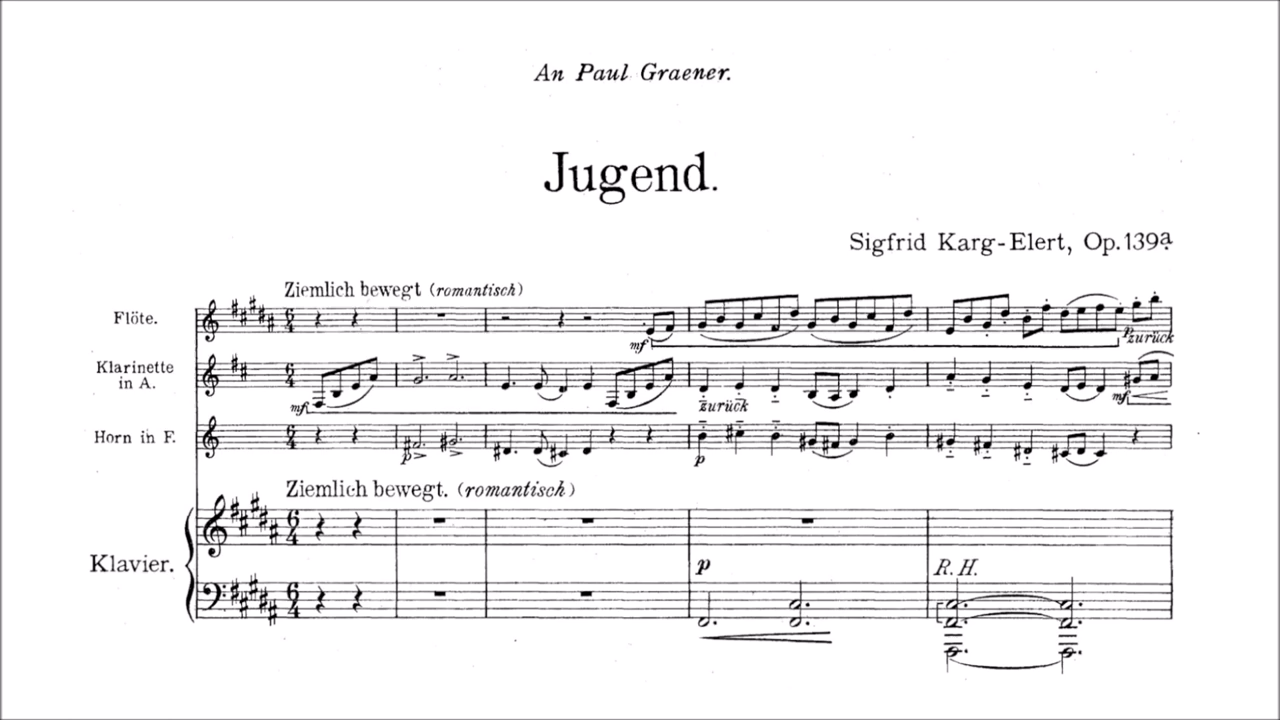 An Paul Graener.
Jugend.
Sigfrid Karg-Elert, Op.139a
Ziemlich bewegt (romantisch)
Flöte.
mf
zurück
Klarinette
in A.
mf
zurück
mf
Horn in F.
p
p
Ziemlich bewegt. (romantisch)
Klavier.
p
R. H.